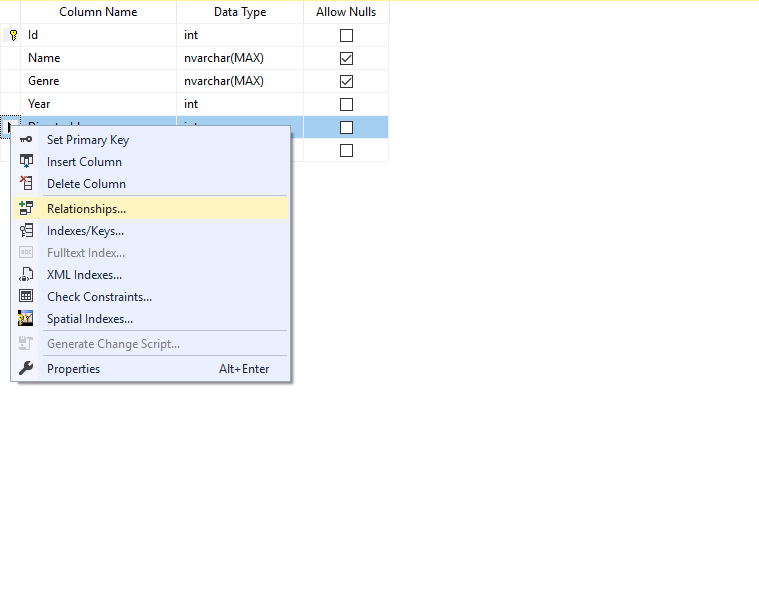 Column Name Data Type Allow Nulls
Id int
Name nvarchar(MAX)
Genre nvarchar(MAX)
Year int
Set Primary Key
Insert Column
Delete Column
Relationships...
Indexes/Keys...
Fulltext Index...
XML Indexes...
Check Constraints...
Spatial Indexes...
Generate Change Script...
Properties Alt+Enter